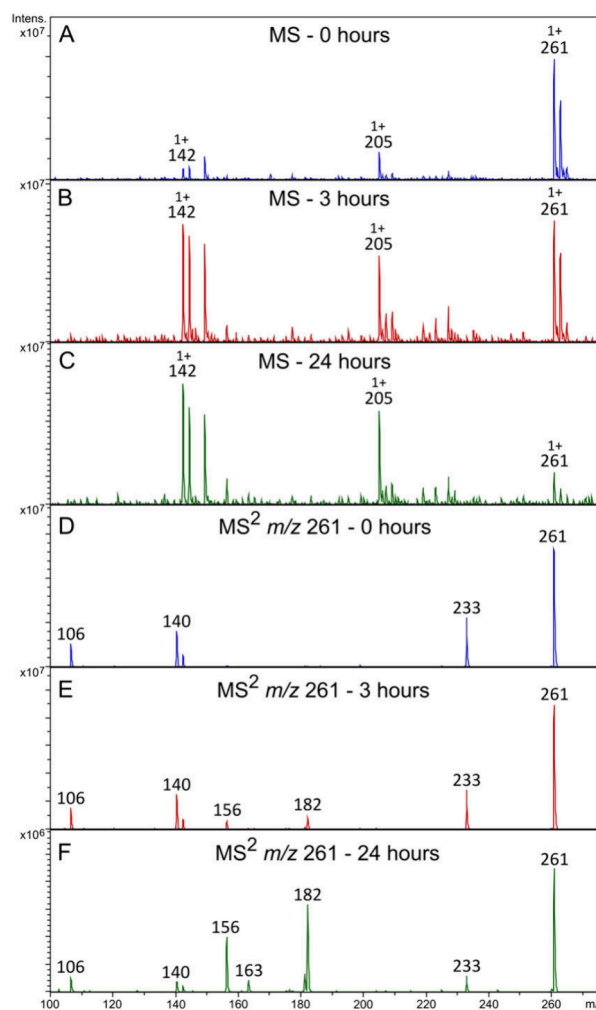 Intens.
x10⁷
A
MS - 0 hours
1+
142
1+
205
1+
261
x10⁷
B
MS - 3 hours
1+
142
1+
205
1+
261
x10⁷
C
MS - 24 hours
1+
142
1+
205
1+
261
x10⁷
D
MS² m/z 261 - 0 hours
106
140
233
261
x10⁷
E
MS² m/z 261 - 3 hours
106
140
156
182
233
261
x10⁶
F
MS² m/z 261 - 24 hours
106
140
156
163
182
233
261
100 120 140 160 180 200 220 240 260